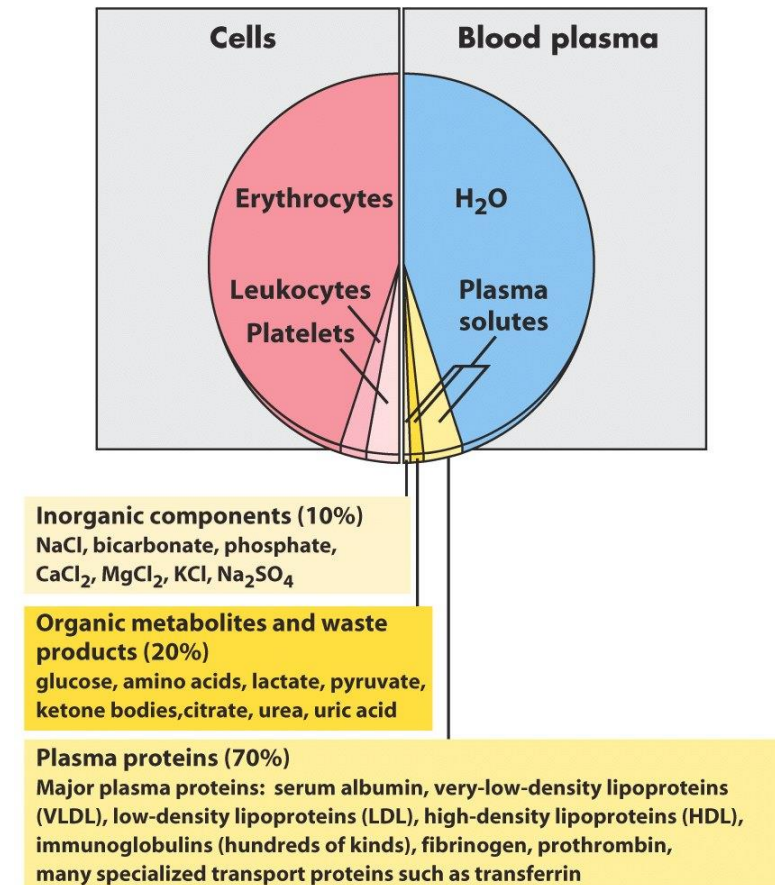 Cells
Blood plasma
Erythrocytes
H₂O
Leukocytes
Platelets
Plasma
solutes
Inorganic components (10%)
NaCl, bicarbonate, phosphate,
CaCl₂, MgCl₂, KCl, Na₂SO₄
Organic metabolites and waste
products (20%)
glucose, amino acids, lactate, pyruvate,
ketone bodies,citrate, urea, uric acid
Plasma proteins (70%)
Major plasma proteins: serum albumin, very-low-density lipoproteins
(VLDL), low-density lipoproteins (LDL), high-density lipoproteins (HDL),
immunoglobulins (hundreds of kinds), fibrinogen, prothrombin,
many specialized transport proteins such as transferrin